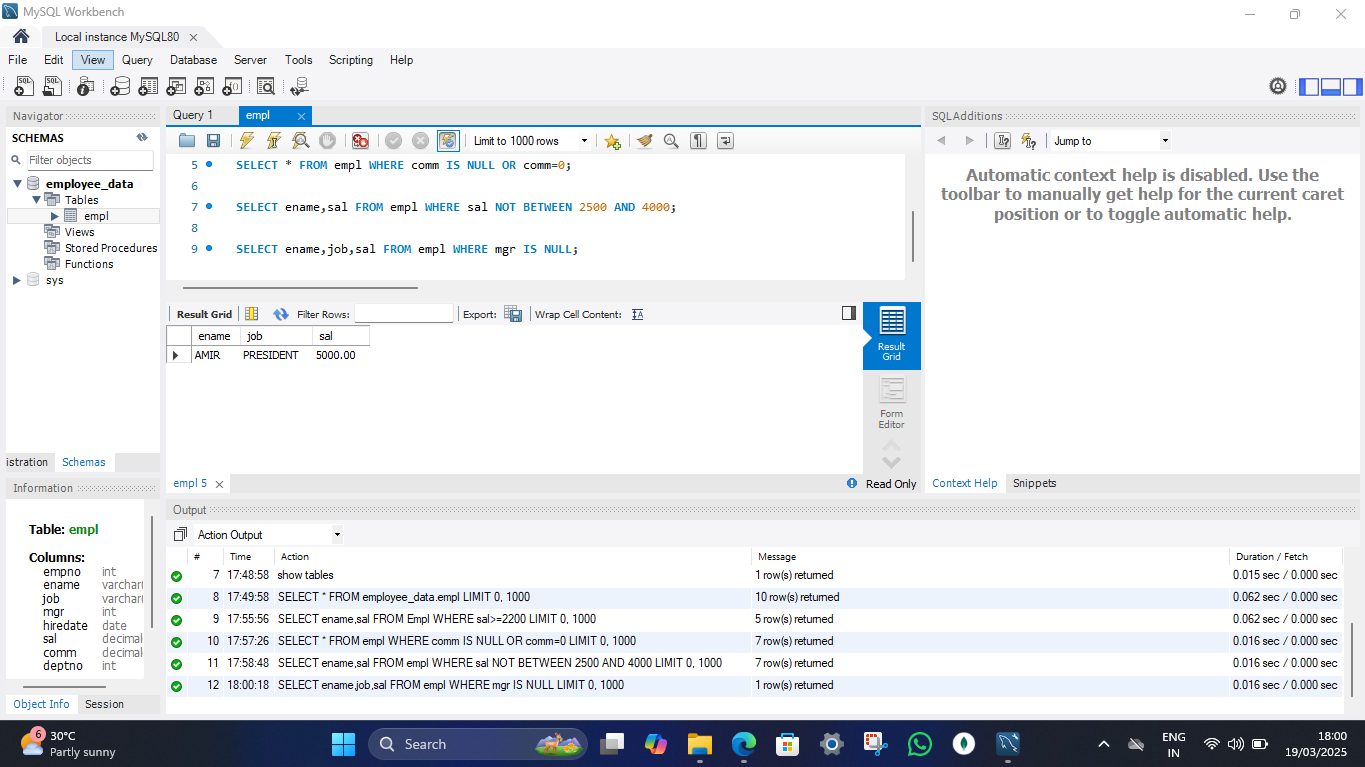 MySQL Workbench
Local instance MySQL80
File Edit View Query Database Server Tools Scripting Help
Navigator
SCHEMAS
Filter objects
employee_data
Tables
empl
Views
Stored Procedures
Functions
sys
istration Schemas
Information
Table: empl
Columns:
empno int
ename varchar(
job varchar(
mgr int
hiredate date
sal decimal
comm decimal
deptno int
Object Info Session
Query 1 empl
Limit to 1000 rows
5 SELECT * FROM empl WHERE comm IS NULL OR comm=0;
6
7 SELECT ename,sal FROM empl WHERE sal NOT BETWEEN 2500 AND 4000;
8
9 SELECT ename,job,sal FROM empl WHERE mgr IS NULL;
Result Grid Filter Rows: Export: Wrap Cell Content:
ename job sal
AMIR PRESIDENT 5000.00
Result
Grid
Form
Editor
empl 5
Read Only
SQLAdditions
Jump to
Automatic context help is disabled. Use the
toolbar to manually get help for the current caret
position or to toggle automatic help.
Context Help Snippets
Output
Action Output
# Time Action Message Duration / Fetch
7 17:48:58 show tables 1 row(s) returned 0.015 sec / 0.000 sec
8 17:49:58 SELECT * FROM employee_data.empl LIMIT 0, 1000 10 row(s) returned 0.062 sec / 0.000 sec
9 17:55:56 SELECT ename,sal FROM Empl WHERE sal>=2200 LIMIT 0, 1000 5 row(s) returned 0.062 sec / 0.000 sec
10 17:57:26 SELECT * FROM empl WHERE comm IS NULL OR comm=0 LIMIT 0, 1000 7 row(s) returned 0.016 sec / 0.000 sec
11 17:58:48 SELECT ename,sal FROM empl WHERE sal NOT BETWEEN 2500 AND 4000 LIMIT 0, 1000 7 row(s) returned 0.016 sec / 0.000 sec
12 18:00:18 SELECT ename,job,sal FROM empl WHERE mgr IS NULL LIMIT 0, 1000 1 row(s) returned 0.016 sec / 0.000 sec
6
30°C
Partly sunny
Search
ENG
IN
18:00
19/03/2025